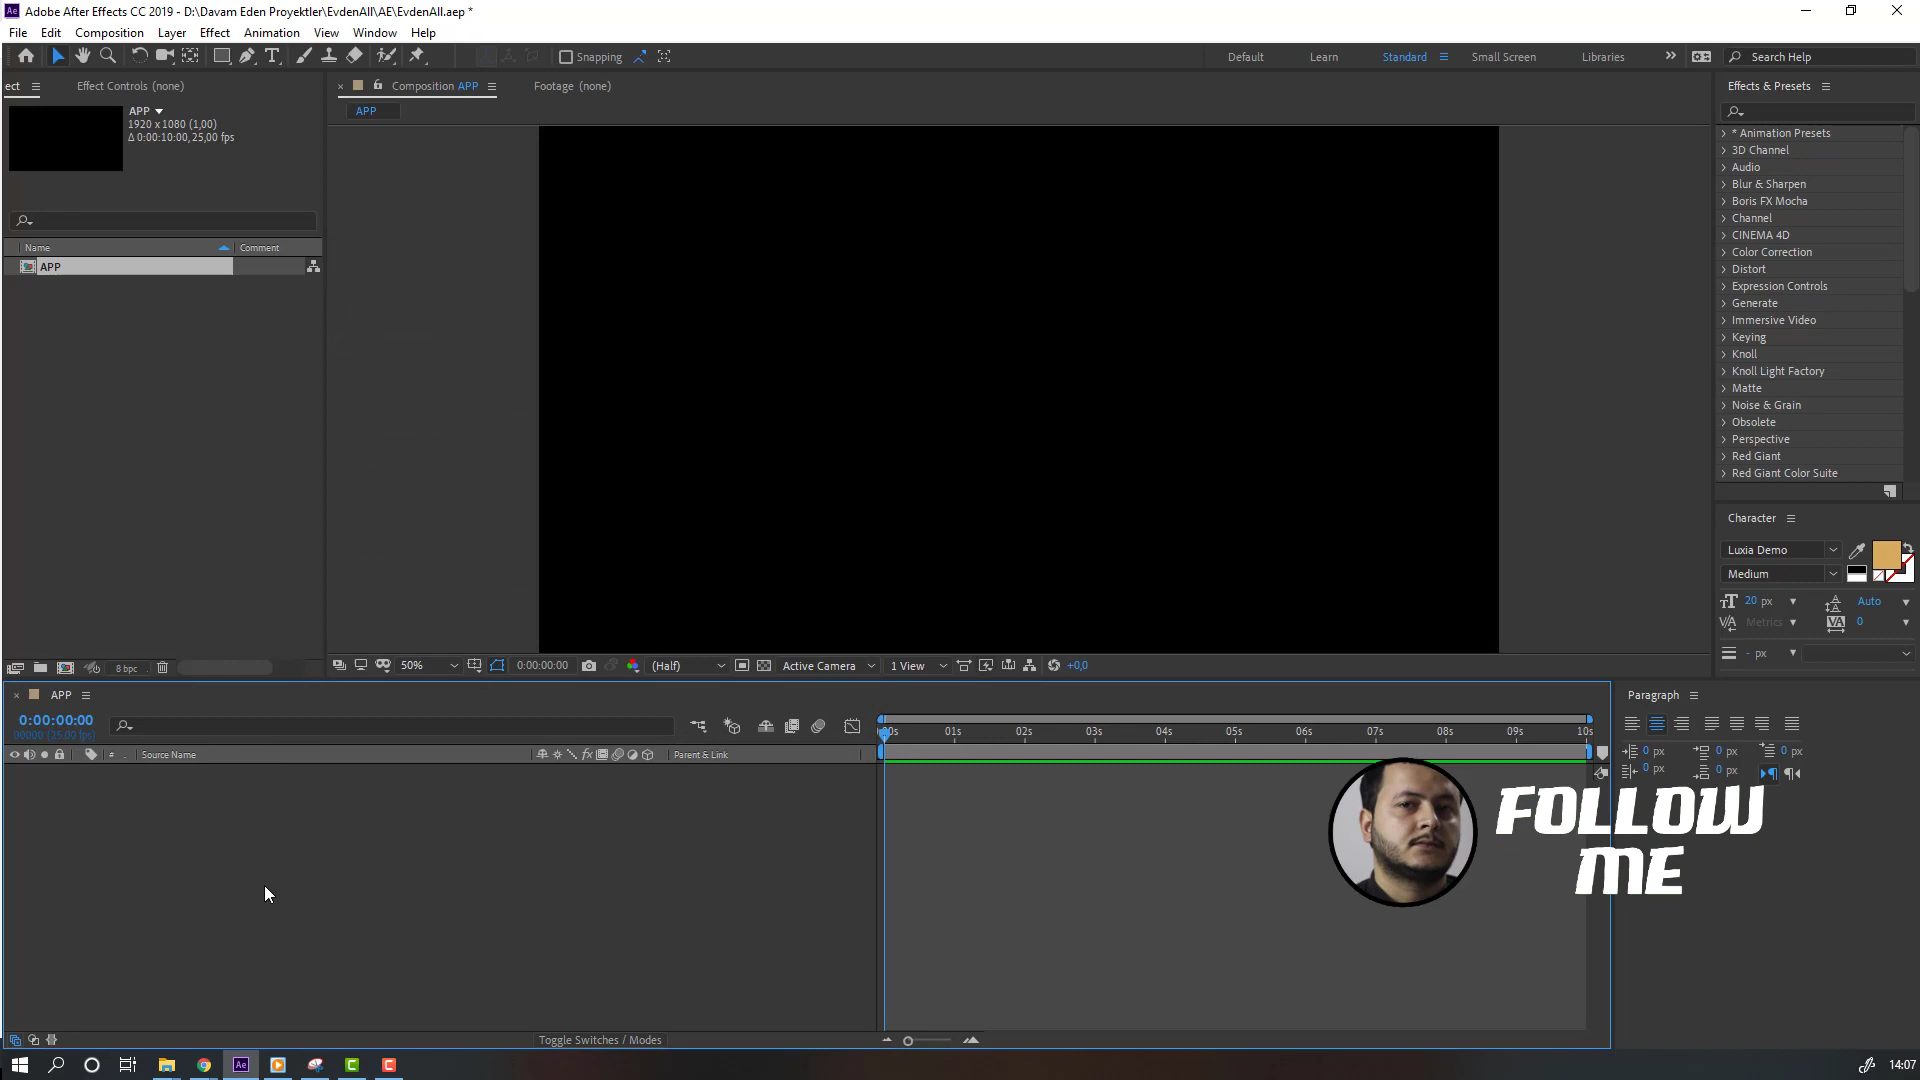 Adobe After Effects CC 2019 - D:\Davam Eden Proyektler\EvdenAll\AE\EvdenAll.aep *
File Edit Composition Layer Effect Animation View Window Help
Snapping
Default Learn Standard Small Screen Libraries Search Help
ect Effect Controls (none)
Composition APP Footage (none)
Effects & Presets
APP
1920 x 1080 (1,00)
Δ 0:00:10:00, 25,00 fps
APP
* Animation Presets
3D Channel
Audio
Blur & Sharpen
Boris FX Mocha
Channel
CINEMA 4D
Color Correction
Distort
Expression Controls
Generate
Immersive Video
Keying
Knoll
Knoll Light Factory
Matte
Noise & Grain
Obsolete
Perspective
Red Giant
Red Giant Color Suite
Name Comment
APP
Character
Luxia Demo
Medium
20 px Auto
Metrics 0
- px
8 bpc
50% 0:00:00:00 (Half) Active Camera 1 View +0,0
APP
0:00:00:00
00000 (25.00 fps)
# Source Name Parent & Link
00s 01s 02s 03s 04s 05s 06s 07s 08s 09s 10s
Paragraph
0 px 0 px 0 px
0 px 0 px
FOLLOW
ME
Toggle Switches / Modes
14:07